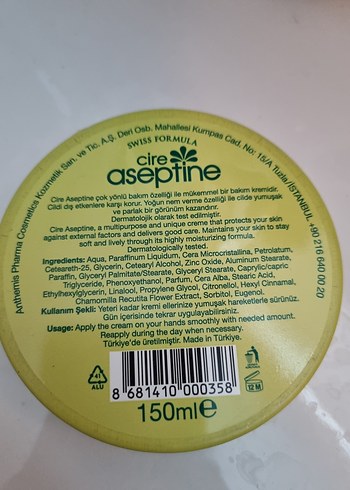 Anthemis Pharma Cosmetics Kozmetik San. ve Tic. A.Ş. Deri Osb. Mahallesi Kumpas Cad. No: 15/A Tuzla/İSTANBUL +90 216 640 00 20
SWISS FORMULA
cire
aseptine
Cire Aseptine çok yönlü bakım özelliği ile mükemmel bir bakım kremidir.
Cildi dış etkenlere karşı korur. Yoğun nem verme özelliği ile cilde yumuşak
ve parlak bir görünüm kazandırır.
Dermatolojik olarak test edilmiştir.
Cire Aseptine, a multipurpose and unique creme that protects your skin
against external factors and delivers good care. Maintains your skin to stay
soft and lively through its highly moisturizing formula.
Dermatologically tested.
Ingredients: Aqua, Paraffinum Liquidum, Cera Microcristallina, Petrolatum,
Ceteareth-25, Glycerin, Cetearyl Alcohol, Zinc Oxide, Aluminum Stearate,
Paraffin, Glyceryl Palmitate/Stearate, Glyceryl Stearate, Caprylic/capric
Triglyceride, Phenoxyethanol, Parfum, Cera Alba, Stearic Acid,
Ethylhexylglycerin, Linalool, Propylene Glycol, Citronellol, Hexyl Cinnamal,
Chamomilla Recutita Flower Extract, Sorbitol, Eugenol.
Kullanım Şekli: Yeteri kadar kremi ellerinize yumuşak hareketlerle sürünüz.
Gün içerisinde tekrar uygulayabilirsiniz.
Usage: Apply the cream on your hands smoothly with needed amount.
Reapply during the day when necessary.
Türkiye'de üretilmiştir. Made in Türkiye.
41
ALU
12 M
8 681410 000358
150ml e